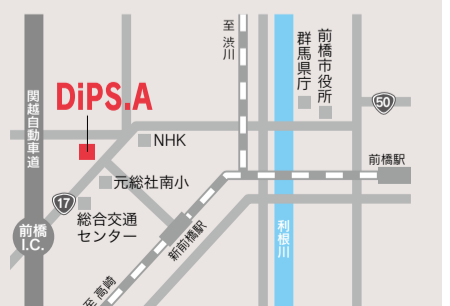 至
渋川
群馬県庁
前橋市役所
関越自動車道
DiPS.A
50
NHK
前橋駅
元総社南小
17
総合交通
センター
前橋
I.C.
新前橋駅
利根川
至高崎